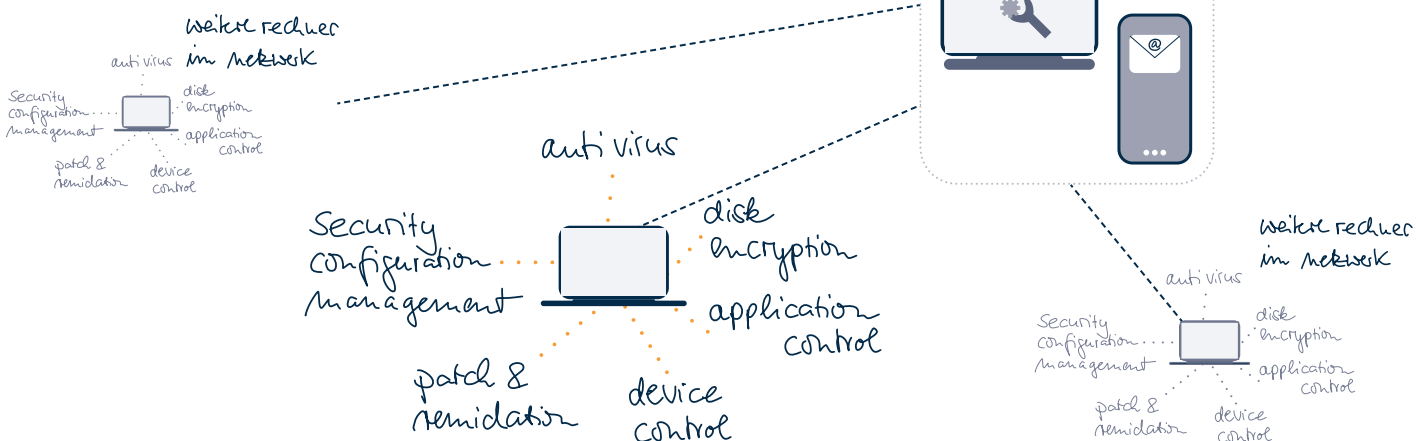 weitere rechner
im Netzwerk
anti virus
disk
encryption
Security
configuration
management
application
control
patch &
remidation
device
control
@
anti virus
disk
encryption
Security
configuration
management
application
control
patch &
remidation
device
control
weitere rechner
im Netzwerk
anti virus
disk
encryption
Security
configuration
management
application
control
patch &
remidation
device
control